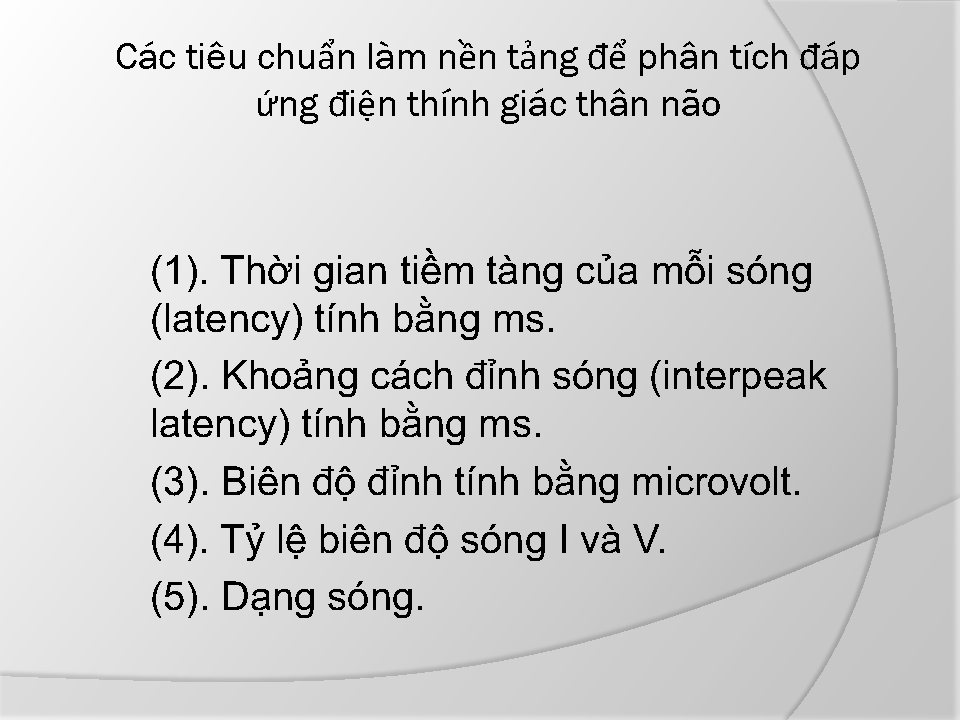 Các tiêu chuẩn làm nền tảng để phân tích đáp
ứng điện thính giác thân não
(1). Thời gian tiềm tàng của mỗi sóng
(latency) tính bằng ms.
(2). Khoảng cách đỉnh sóng (interpeak
latency) tính bằng ms.
(3). Biên độ đỉnh tính bằng microvolt.
(4). Tỷ lệ biên độ sóng I và V.
(5). Dạng sóng.